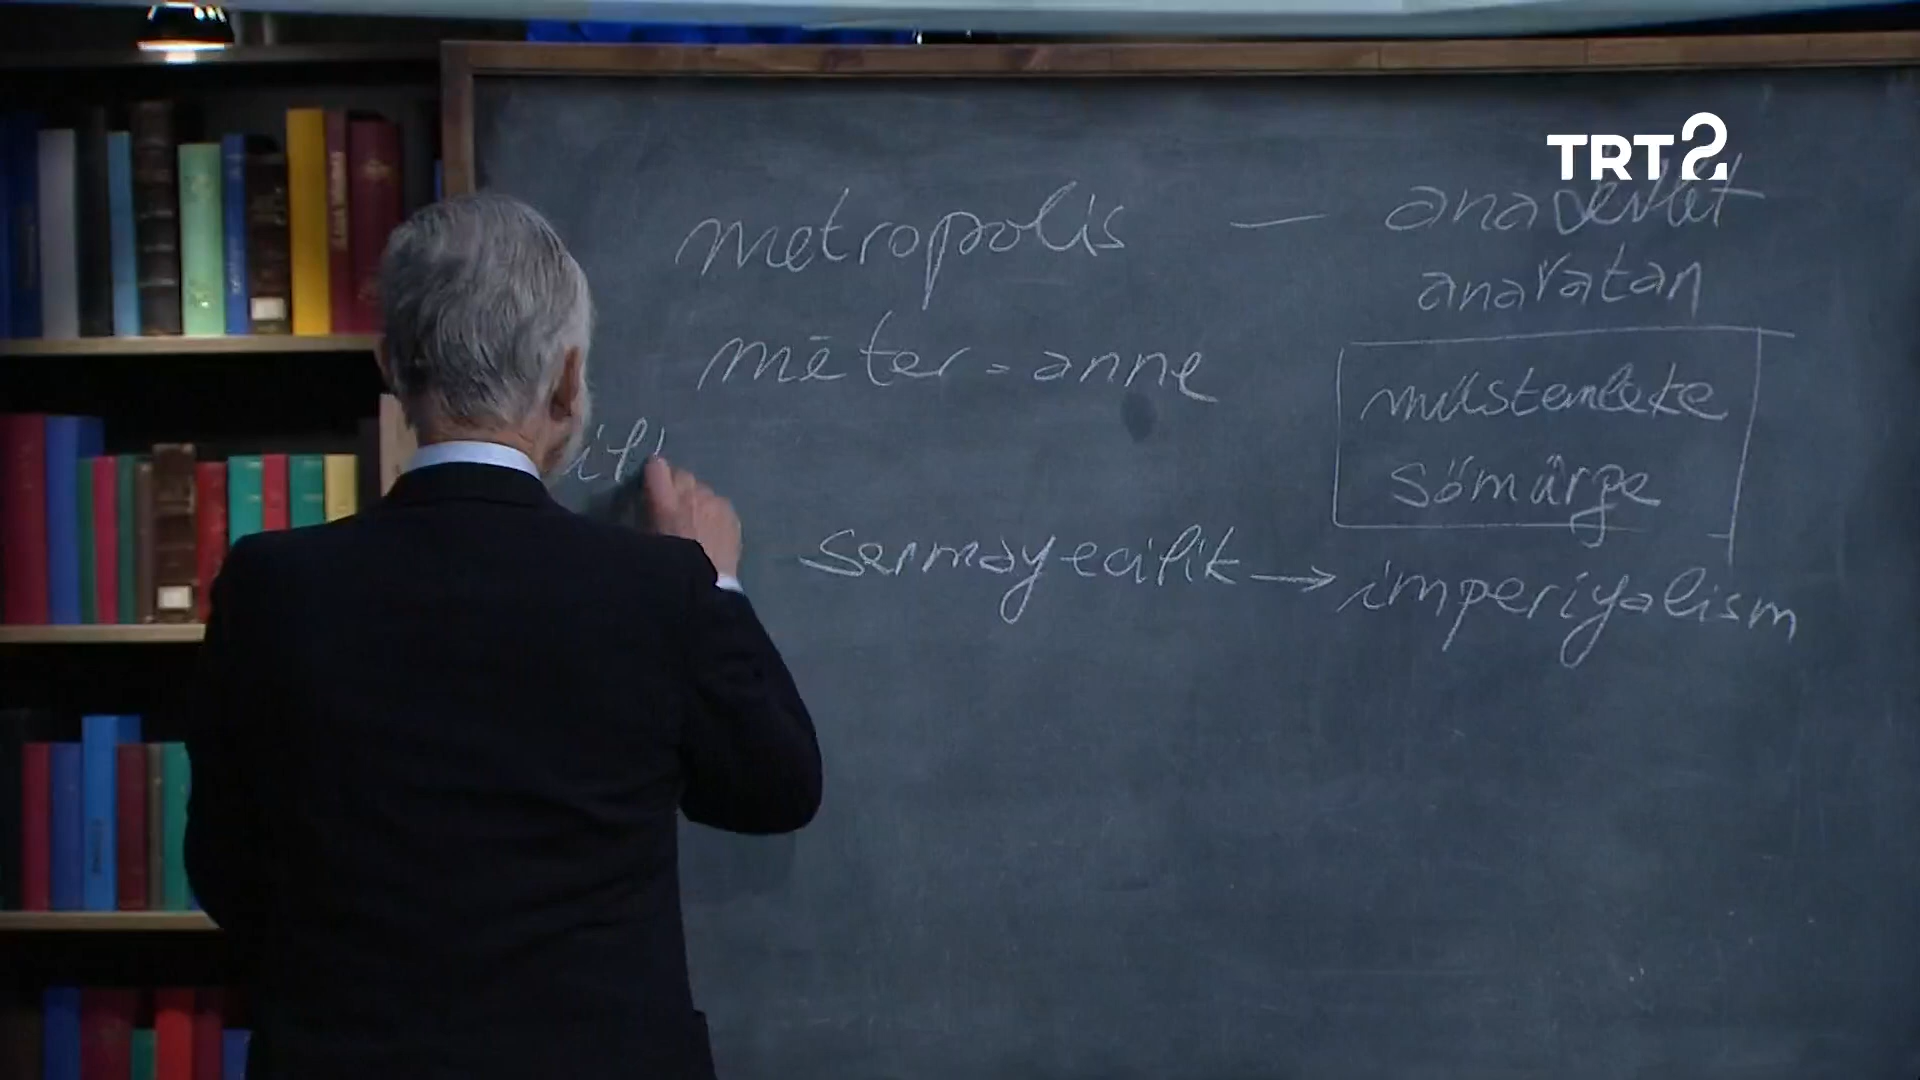 TRT2
metropolis — anadevlet
anavatan
mēter - anne
müstemleke
sömürge
sermayecilik → imperiyalism